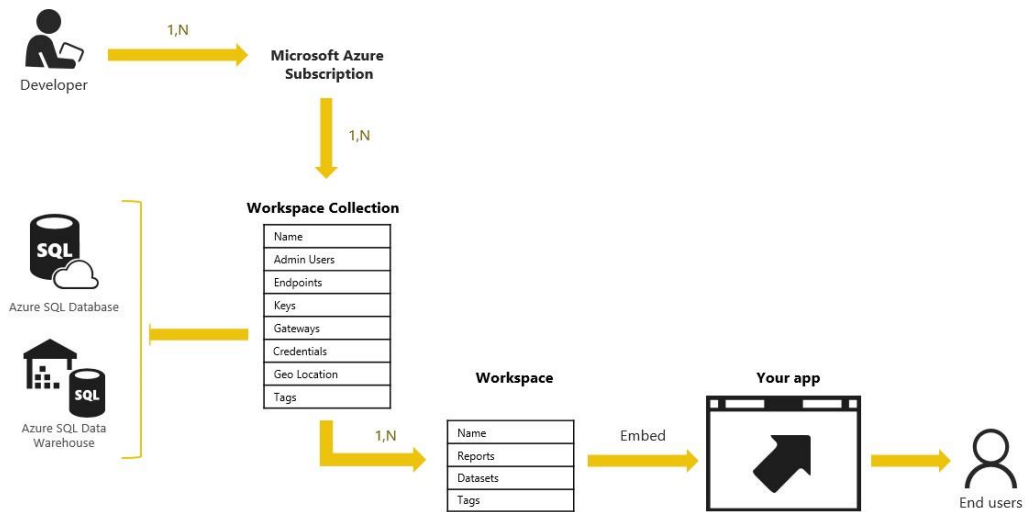 1,N
Developer
Microsoft Azure
Subscription
1,N
Workspace Collection
Name
Admin Users
Endpoints
Keys
Gateways
Credentials
Geo Location
Tags
SQL
Azure SQL Database
SQL
Azure SQL Data
Warehouse
1,N
Workspace
Name
Reports
Datasets
Tags
Embed
Your app
End users